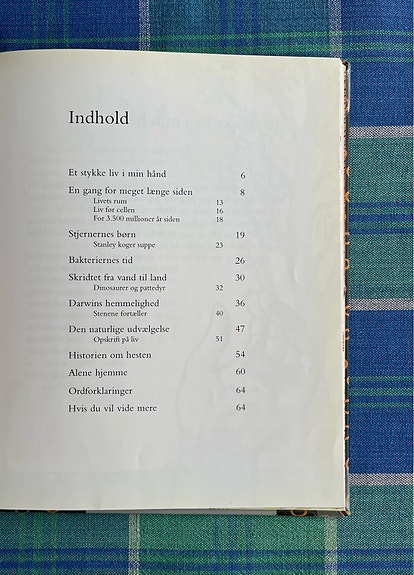 Indhold
Et stykke liv i min hånd 6
En gang for meget længe siden 8
Livets rum 13
Liv før cellen 16
For 3.500 millioner år siden 18
Stjernernes børn 19
Stanley koger suppe 23
Bakteriernes tid 26
Skridtet fra vand til land 30
Dinosaurer og pattedyr 32
Darwins hemmelighed 36
Stenene fortæller 40
Den naturlige udvælgelse 47
Opskrift på liv 51
Historien om hesten 54
Alene hjemme 60
Ordforklaringer 64
Hvis du vil vide mere 64